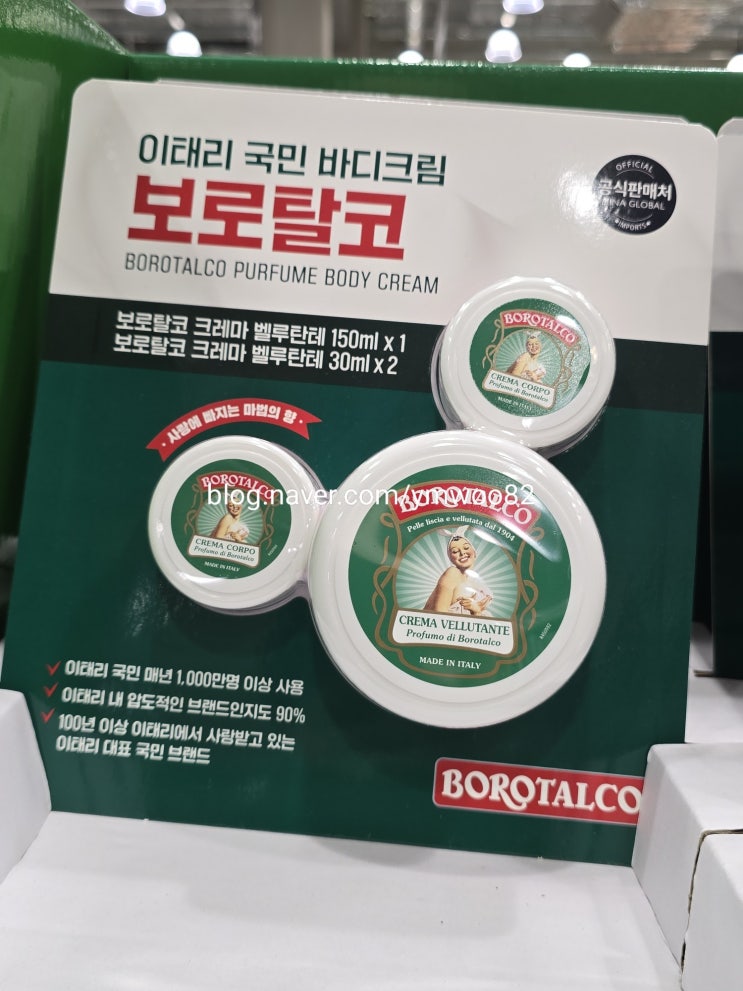 이태리 국민 바디크림
보로탈코
BOROTALCO PURFUME BODY CREAM
OFFICIAL
공식판매처
INA GLOBAL
IMPORTS
보로탈코 크레마 벨루탄테 150ml x 1
보로탈코 크레마 벨루탄테 30ml x 2
BOROTALCO
CREMA CORPO
Profumo di Borotalco
MADE IN ITALY
사랑에 빠지는 마법의 향
BOROTALCO
CREMA CORPO
Profumo di Borotalco
MADE IN ITALY
BOROTALCO
Pelle liscia e vellutata dal 1904
CREMA VELLUTANTE
Profumo di Borotalco
MADE IN ITALY
이태리 국민 매년 1,000만명 이상 사용
이태리 내 압도적인 브랜드인지도 90%
100년 이상 이태리에서 사랑받고 있는
이태리 대표 국민 브랜드
BOROTALCO